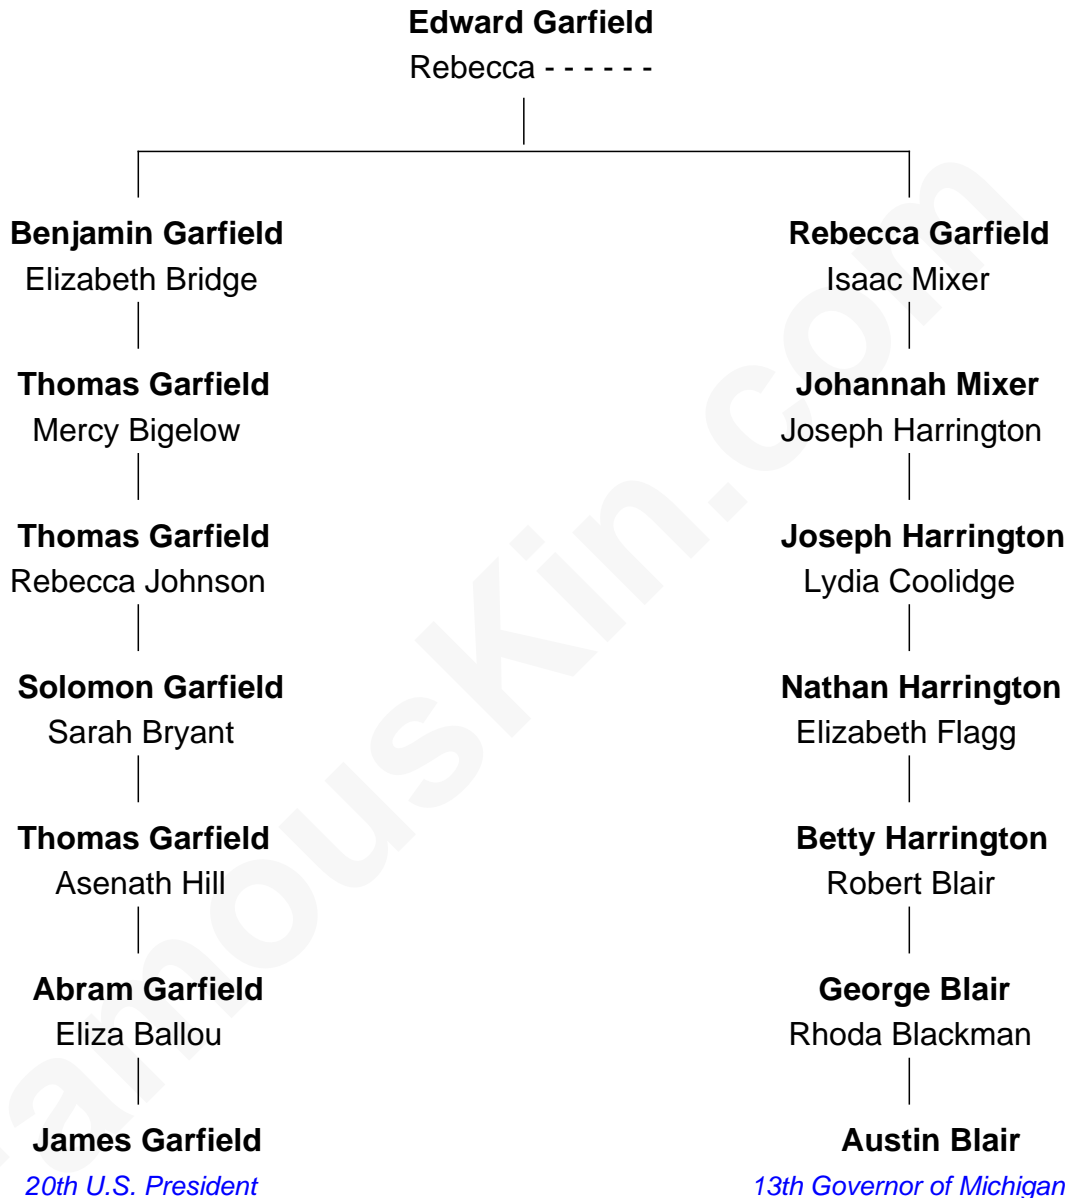 Edward Garfield
Rebecca - - - - - -
Benjamin Garfield
Elizabeth Bridge
Rebecca Garfield
Isaac Mixer
Thomas Garfield
Mercy Bigelow
Johannah Mixer
Joseph Harrington
Thomas Garfield
Rebecca Johnson
Joseph Harrington
Lydia Coolidge
Solomon Garfield
Sarah Bryant
Nathan Harrington
Elizabeth Flagg
Thomas Garfield
Asenath Hill
Betty Harrington
Robert Blair
Abram Garfield
Eliza Ballou
George Blair
Rhoda Blackman
James Garfield
20th U.S. President
Austin Blair
13th Governor of Michigan
famouskin.com